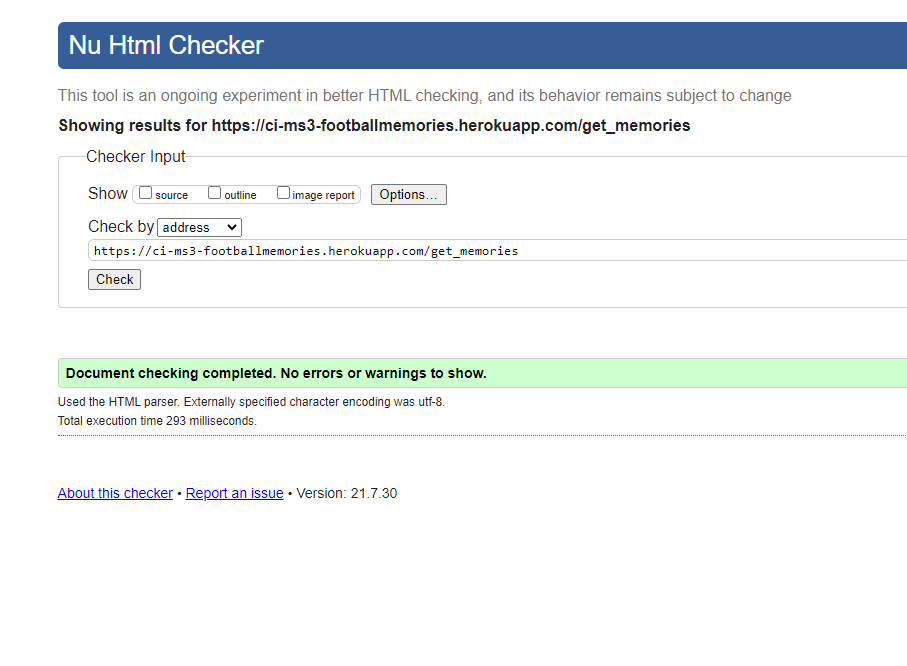 Nu Html Checker
This tool is an ongoing experiment in better HTML checking, and its behavior remains subject to change
Showing results for https://ci-ms3-footballmemories.herokuapp.com/get_memories
Checker Input
Show source outline image report Options...
Check by address
https://ci-ms3-footballmemories.herokuapp.com/get_memories
Check
Document checking completed. No errors or warnings to show.
Used the HTML parser. Externally specified character encoding was utf-8.
Total execution time 293 milliseconds.
About this checker • Report an issue • Version: 21.7.30